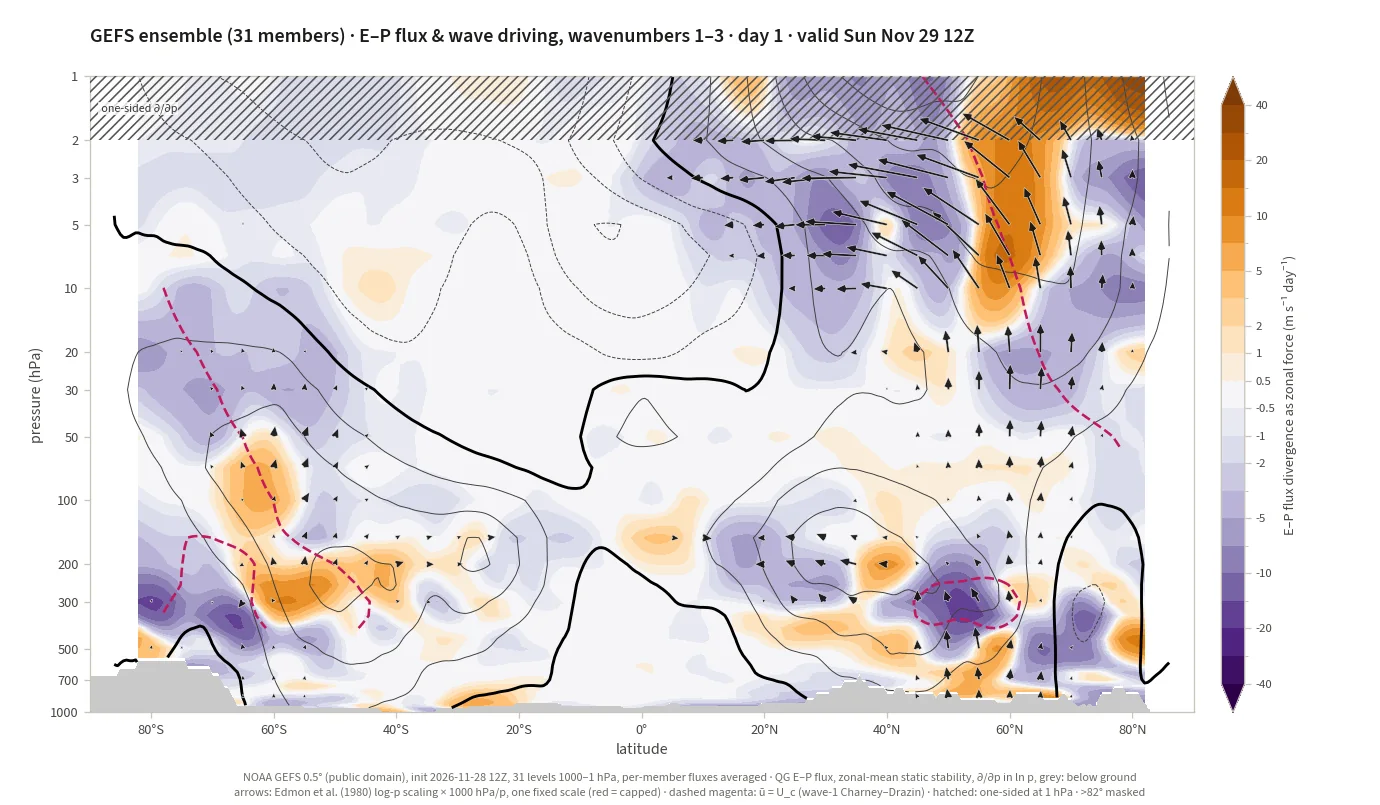 GEFS ensemble (31 members) · E–P flux & wave driving, wavenumbers 1–3 · day 1 · valid Sun Nov 29 12Z
one-sided ∂/∂p
1
2
3
5
10
20
30
50
100
200
300
500
700
1000
pressure (hPa)
80°S
60°S
40°S
20°S
0°
20°N
40°N
60°N
80°N
latitude
40
20
10
5
2
1
0.5
-0.5
-1
-2
-5
-10
-20
-40
E–P flux divergence as zonal force (m s⁻¹ day⁻¹)
NOAA GEFS 0.5° (public domain), init 2026-11-28 12Z, 31 levels 1000–1 hPa, per-member fluxes averaged · QG E–P flux, zonal-mean static stability, ∂/∂p in ln p, grey: below ground
arrows: Edmon et al. (1980) log-p scaling × 1000 hPa/p, one fixed scale (red = capped) · dashed magenta: ū = U_c (wave-1 Charney–Drazin) · hatched: one-sided at 1 hPa · >82° masked